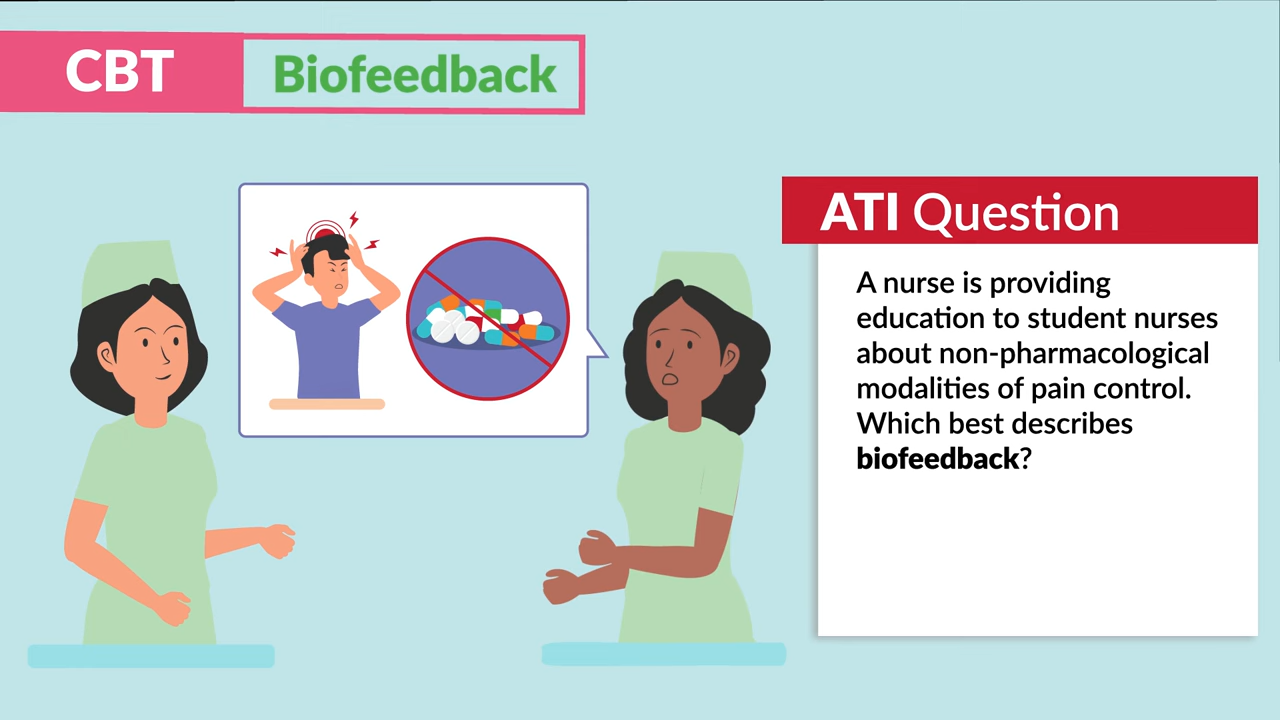 CBT Biofeedback
ATI Question
A nurse is providing
education to student nurses
about non-pharmacological
modalities of pain control.
Which best describes
biofeedback?